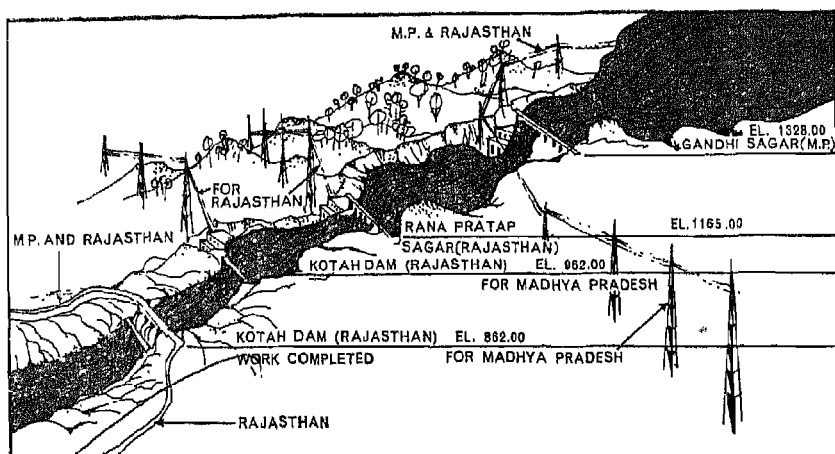 M.P. & RAJASTHAN
EL. 1328.00
GANDHI SAGAR(M.P.)
FOR
RAJASTHAN
RANA PRATAP
SAGAR(RAJASTHAN)
EL.1165.00
M.P. AND RAJASTHAN
KOTAH DAM (RAJASTHAN) EL. 962.00
FOR MADHYA PRADESH
KOTAH DAM (RAJASTHAN) EL. 862.00
WORK COMPLETED
FOR MADHYA PRADESH
RAJASTHAN